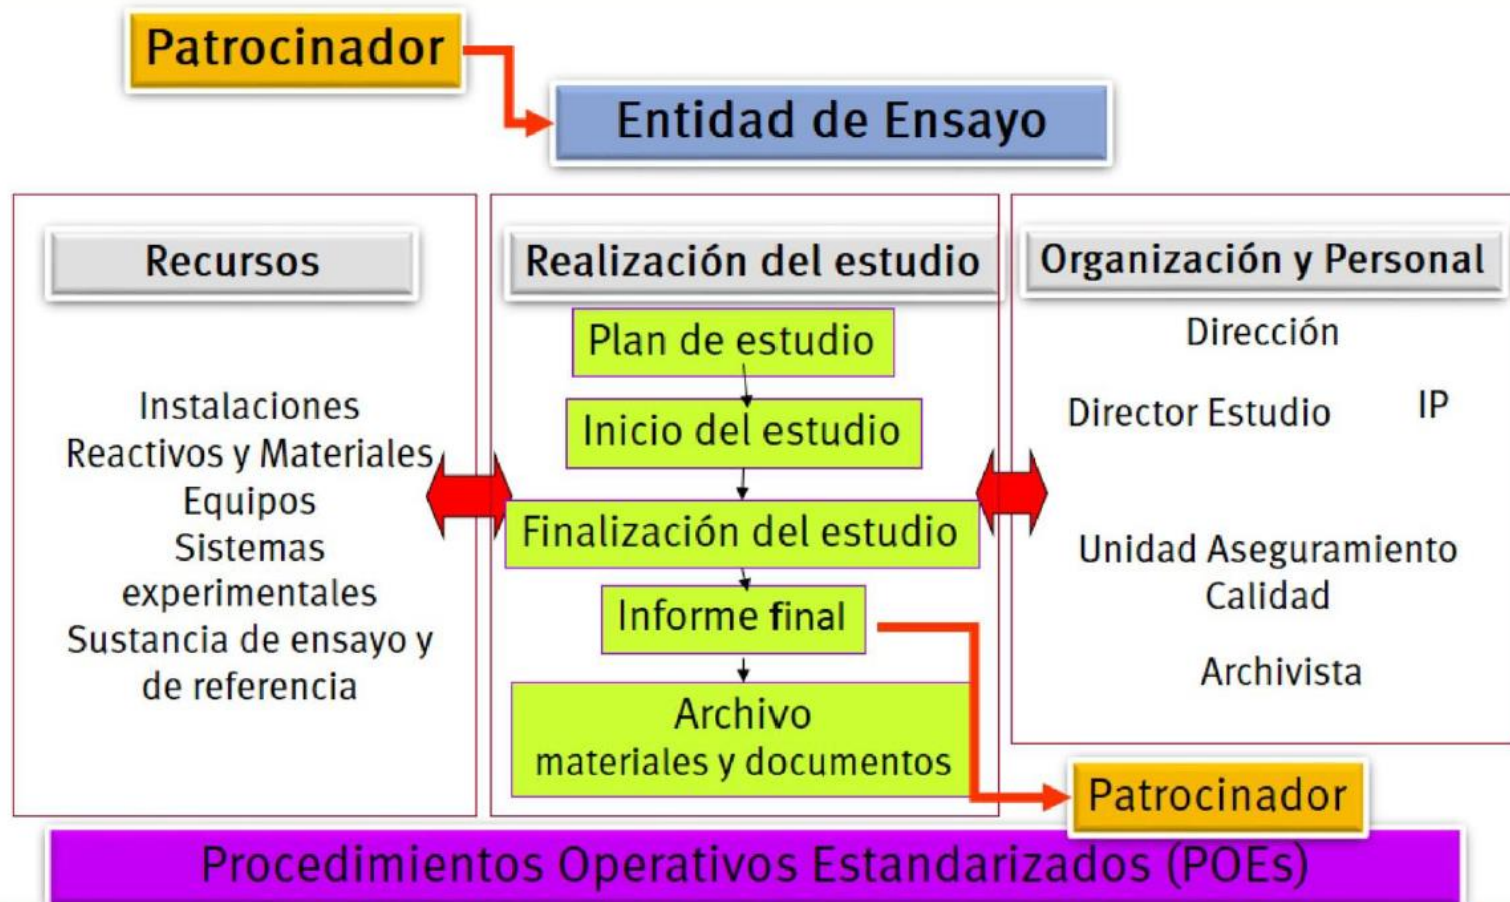 Patrocinador
Entidad de Ensayo
Recursos
Instalaciones
Reactivos y Materiales
Equipos
Sistemas
experimentales
Sustancia de ensayo y
de referencia
Realización del estudio
Plan de estudio
Inicio del estudio
Finalización del estudio
Informe final
Archivo
materiales y documentos
Organización y Personal
Dirección
Director Estudio IP
Unidad Aseguramiento
Calidad
Archivista
Patrocinador
Procedimientos Operativos Estandarizados (POEs)